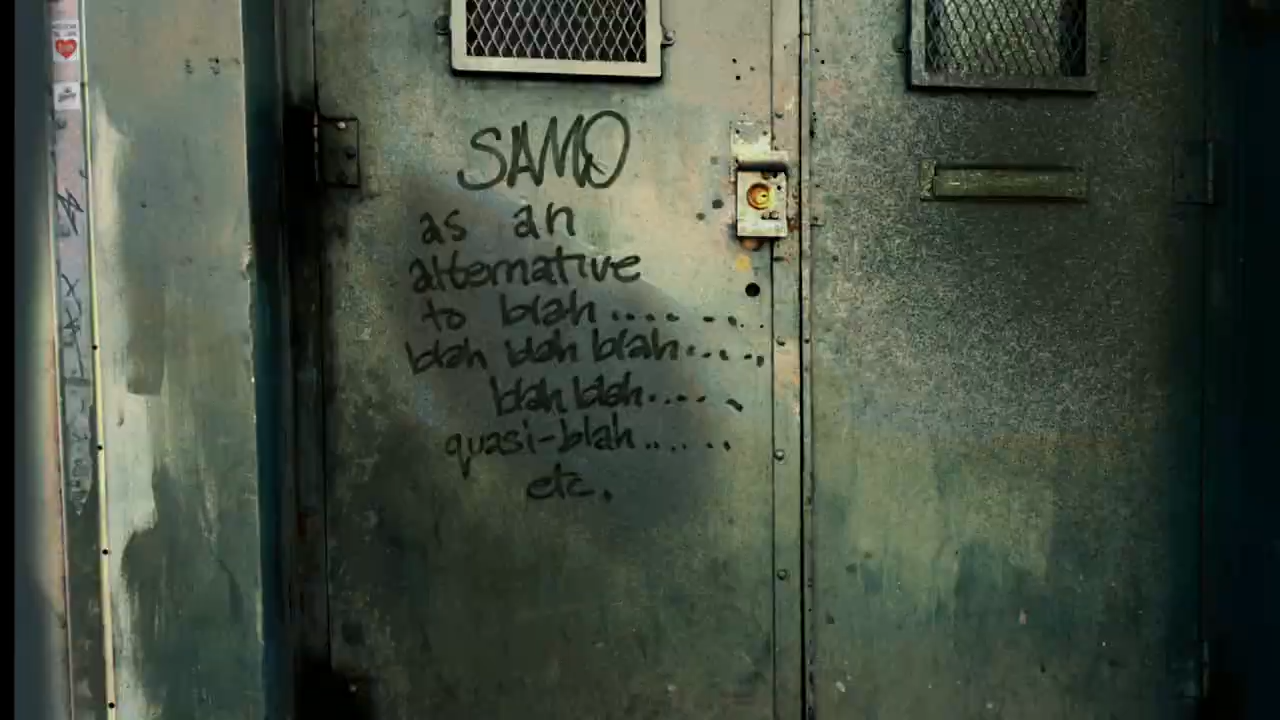 SAMO
as an
alternative
to blah.... ...
blah blah blah.....,
blah blah.... .
quasi-blah......
etc.